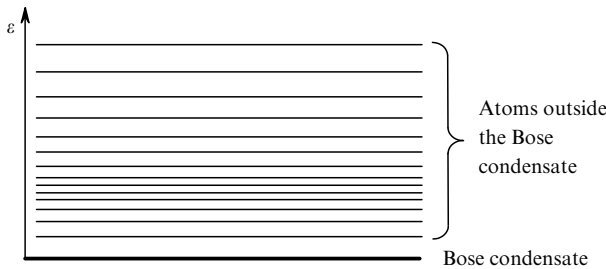 ε
Atoms outside
the Bose
condensate
Bose condensate